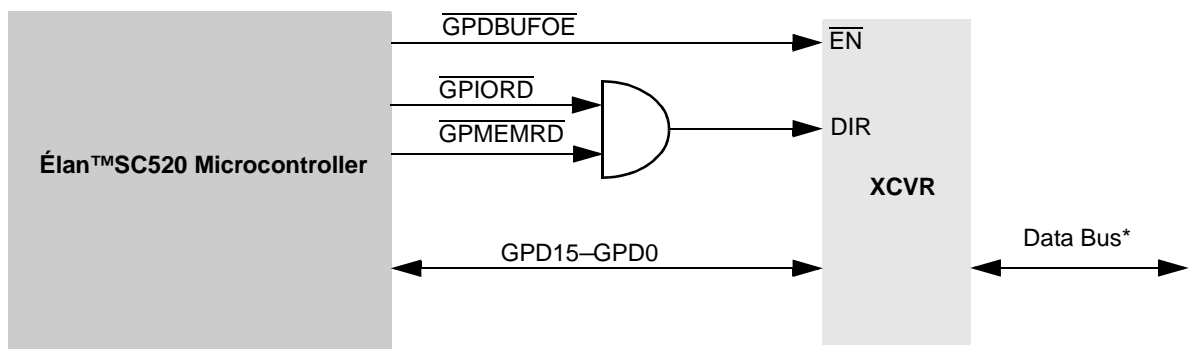 GPDBUFOE
EN
GPIORD
GPMEMRD
DIR
Élan™SC520 Microcontroller
XCVR
GPD15–GPD0
Data Bus*